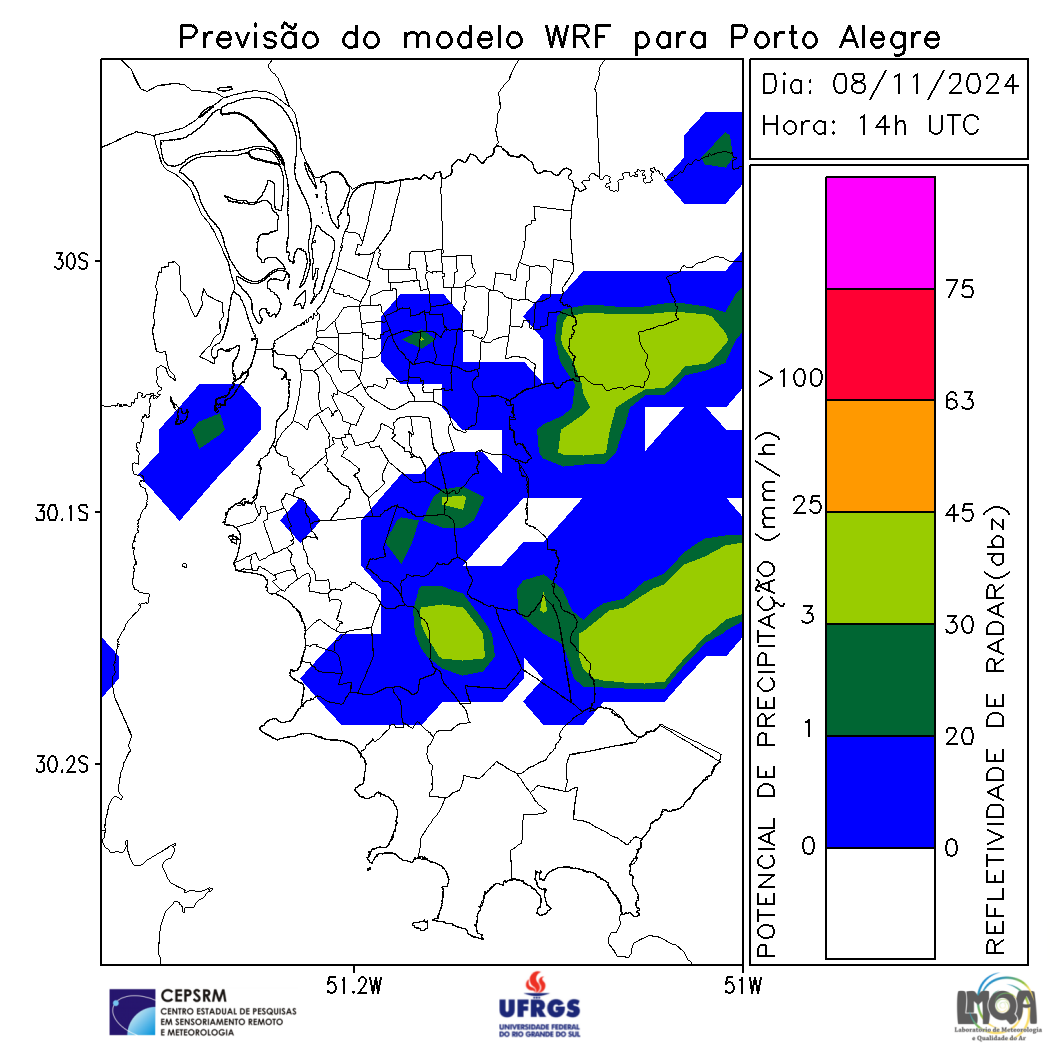 Previsão do modelo WRF para Porto Alegre
Dia: 08/11/2024
Hora: 14h UTC
30S
30.1S
30.2S
51.2W
51W
POTENCIAL DE PRECIPITAÇÃO (mm/h)
>100
25
3
1
0
75
63
45
30
20
0
REFLETIVIDADE DE RADAR(dbz)
CEPSRM
CENTRO ESTADUAL DE PESQUISAS
EM SENSORIAMENTO REMOTO
E METEOROLOGIA
UFRGS
UNIVERSIDADE FEDERAL
DO RIO GRANDE DO SUL
LMQA
Laboratório de Meteorologia
e Qualidade do Ar